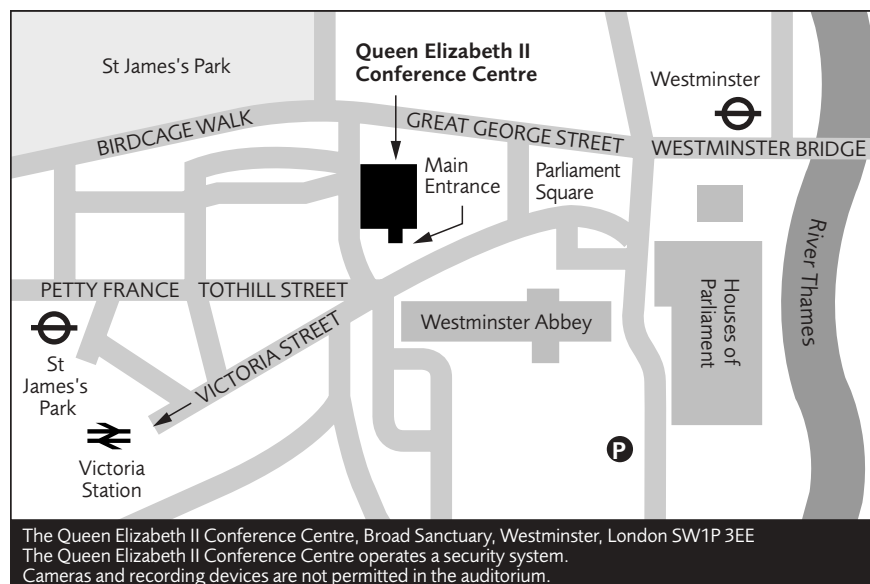 St James's Park
Queen Elizabeth II
Conference Centre
Westminster
BIRDCAGE WALK
GREAT GEORGE STREET
WESTMINSTER BRIDGE
Main
Entrance
Parliament
Square
River Thames
PETTY FRANCE
TOTHILL STREET
Houses of
Parliament
Westminster Abbey
VICTORIA STREET
St
James's
Park
P
Victoria
Station
The Queen Elizabeth II Conference Centre, Broad Sanctuary, Westminster, London SW1P 3EE
The Queen Elizabeth II Conference Centre operates a security system.
Cameras and recording devices are not permitted in the auditorium.